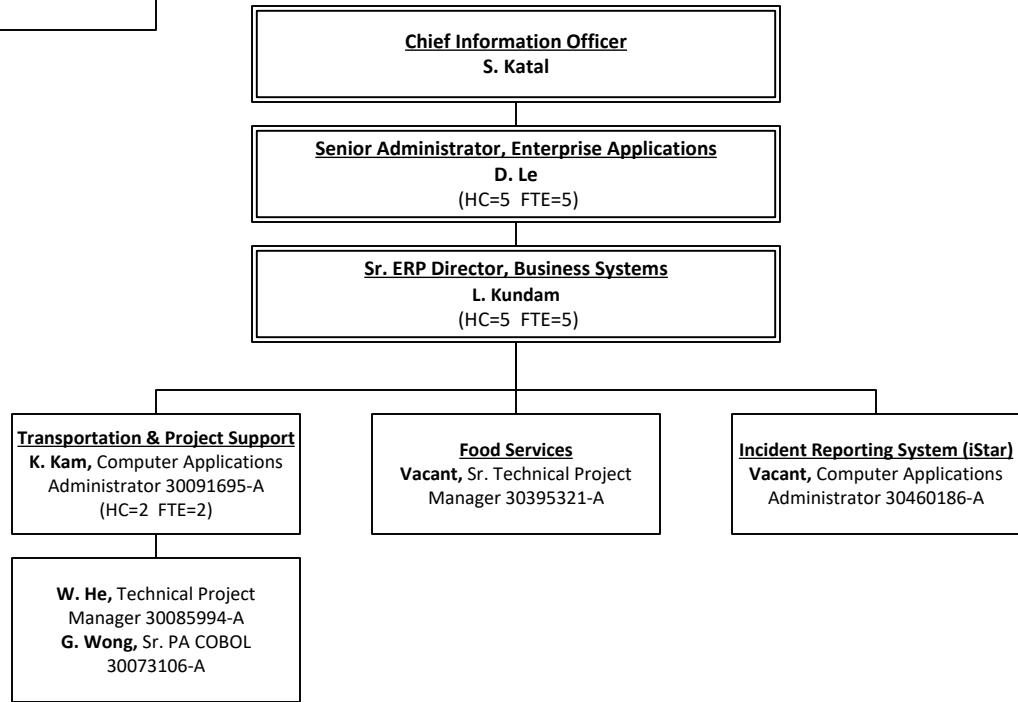 Chief Information Officer
S. Katal
Senior Administrator, Enterprise Applications
D. Le
(HC=5 FTE=5)
Sr. ERP Director, Business Systems
L. Kundam
(HC=5 FTE=5)
Transportation & Project Support
K. Kam, Computer Applications
Administrator 30091695-A
(HC=2 FTE=2)
Food Services
Vacant, Sr. Technical Project
Manager 30395321-A
Incident Reporting System (iStar)
Vacant, Computer Applications
Administrator 30460186-A
W. He, Technical Project
Manager 30085994-A
G. Wong, Sr. PA COBOL
30073106-A